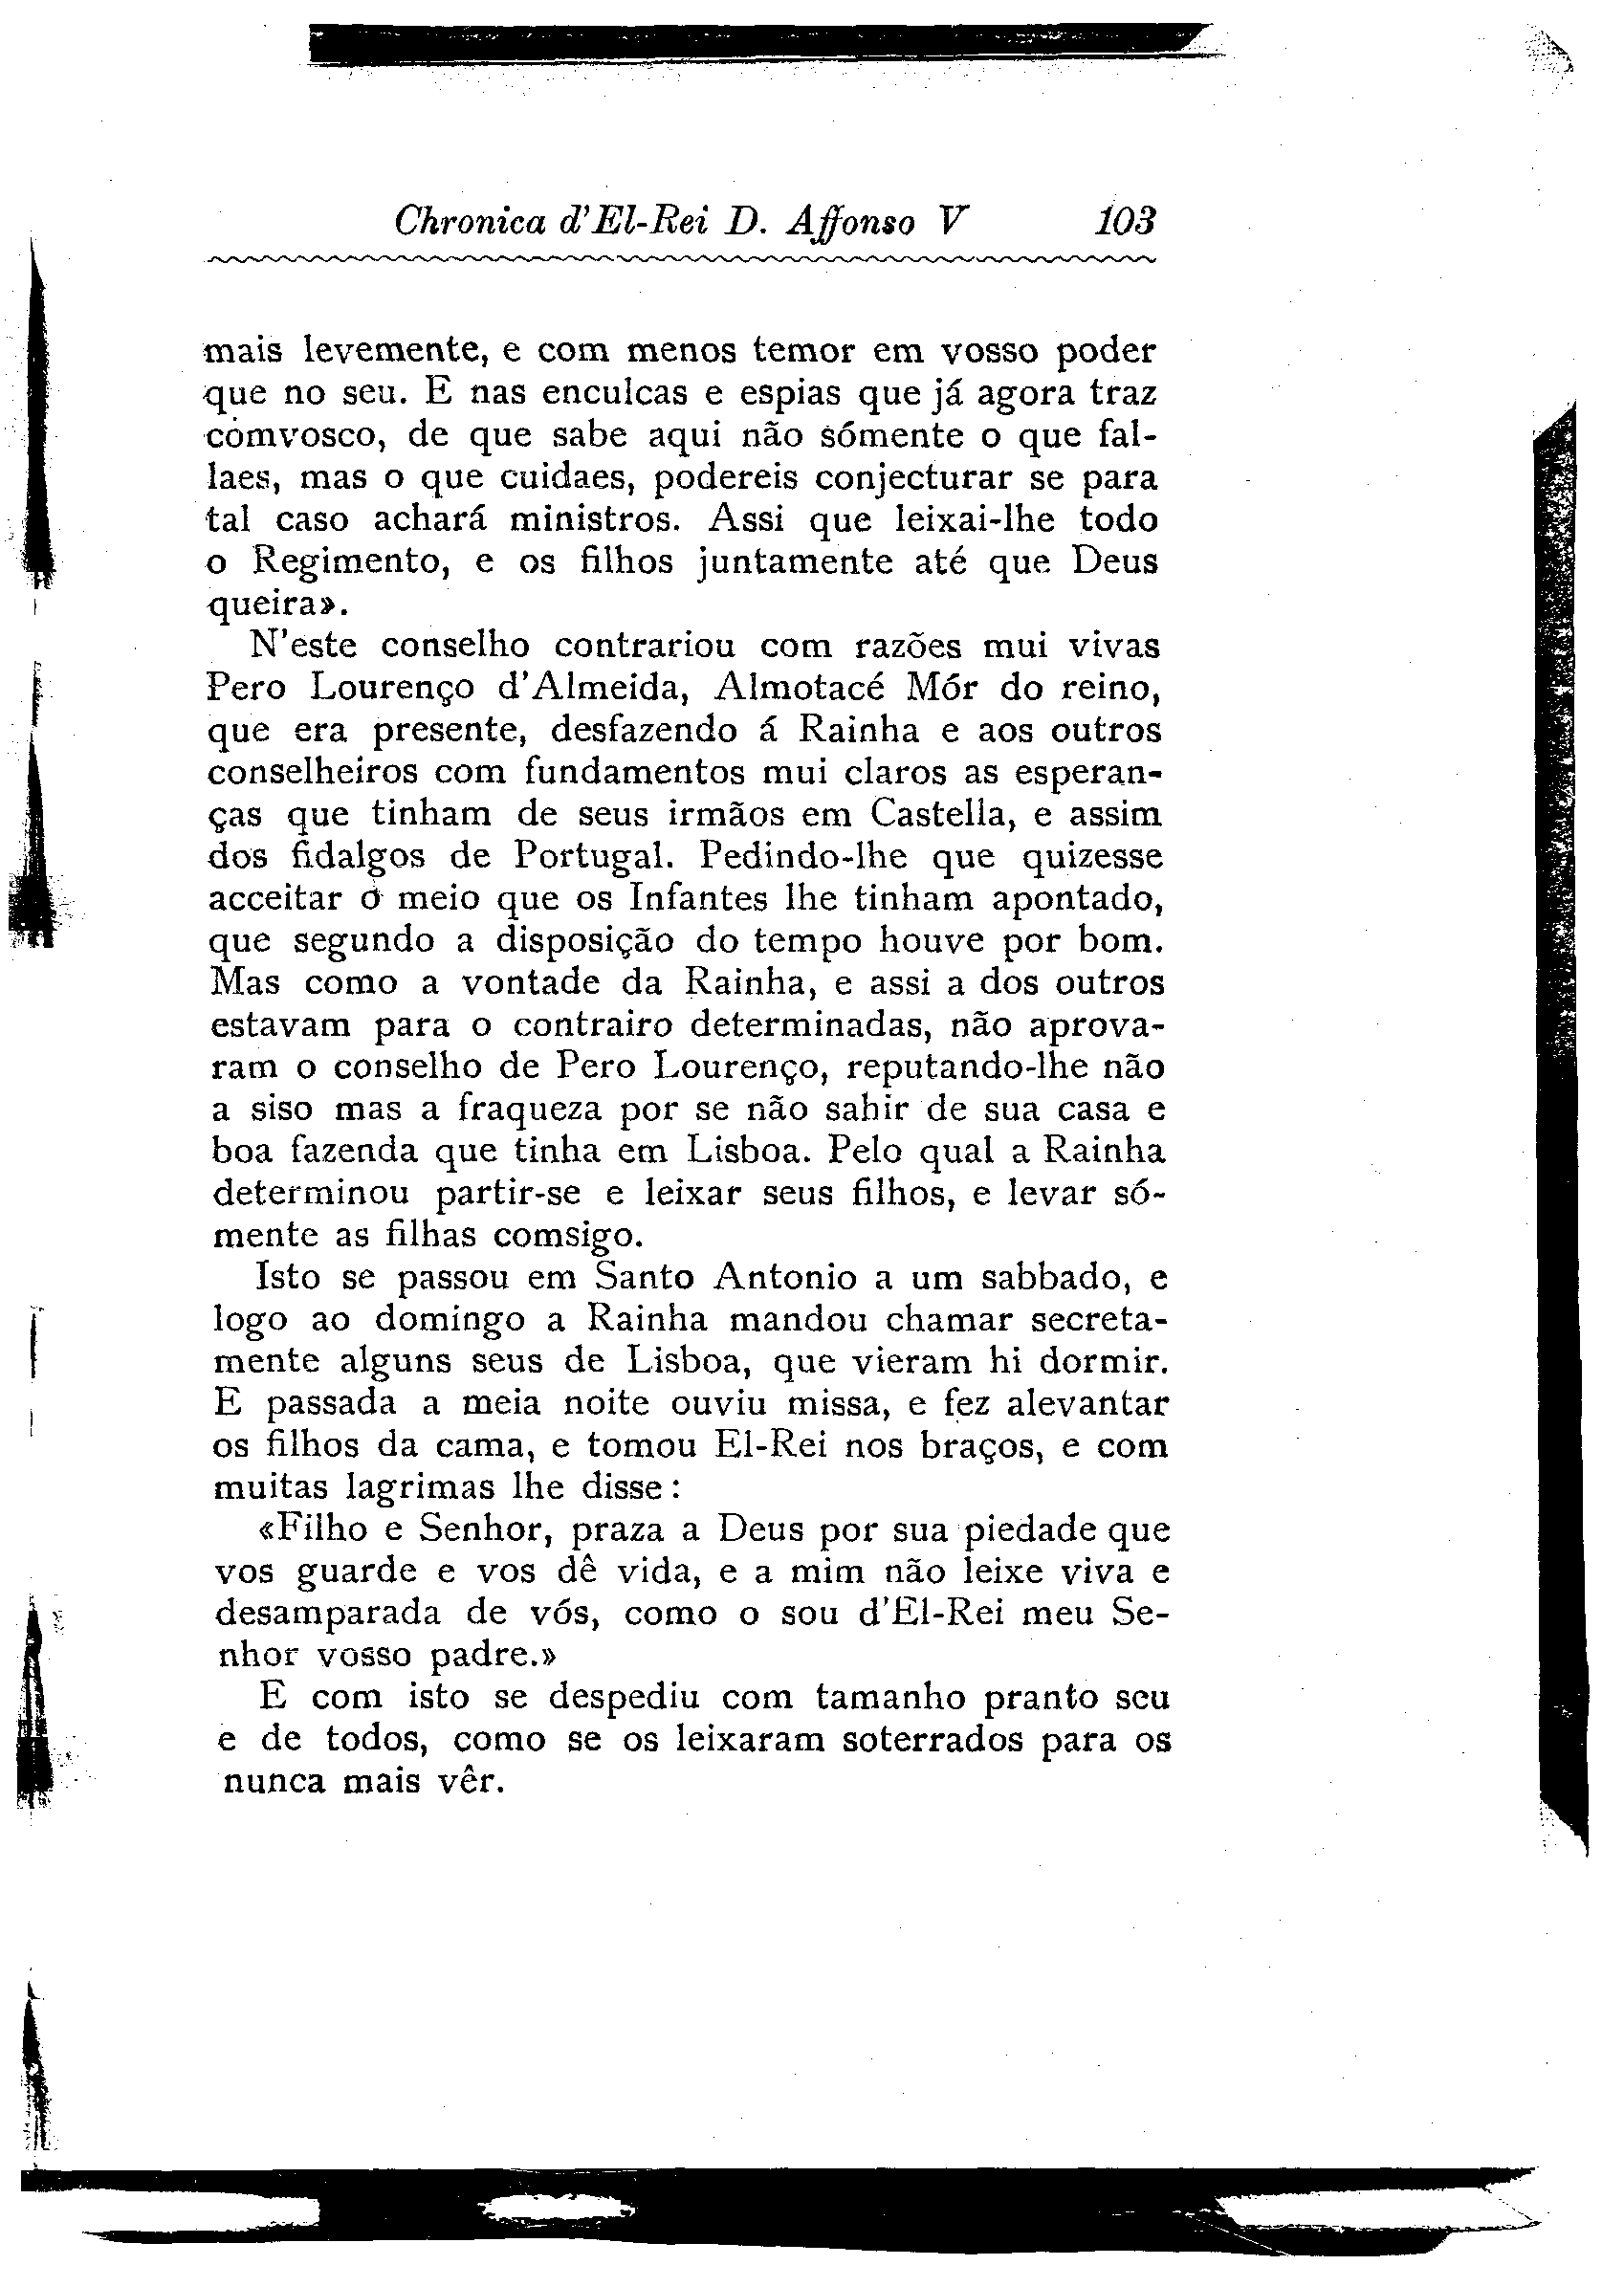 Chronica d'El-Rei D. Affonso V 103
mais levemente, e com menos temor em vosso poder
que no seu. E nas enculcas e espias que já agora traz
comvosco, de que sabe aqui não sómente o que fal-
laes, mas o que cuidaes, podereis conjecturar se para
tal caso achará ministros. Assi que leixai-lhe todo
o Regimento, e os filhos juntamente até que Deus
queira».
N'este conselho contrariou com razões mui vivas
Pero Lourenço d'Almeida, Almotacé Mór do reino,
que era presente, desfazendo á Rainha e aos outros
conselheiros com fundamentos mui claros as esperan-
ças que tinham de seus irmãos em Castella, e assim
dos fidalgos de Portugal. Pedindo-lhe que quizesse
acceitar o meio que os Infantes lhe tinham apontado,
que segundo a disposição do tempo houve por bom.
Mas como a vontade da Rainha, e assi a dos outros
estavam para o contrairo determinadas, não aprova-
ram o conselho de Pero Lourenço, reputando-lhe não
a siso mas a fraqueza por se não sahir de sua casa e
boa fazenda que tinha em Lisboa. Pelo qual a Rainha
determinou partir-se e leixar seus filhos, e levar só-
mente as filhas comsigo.
Isto se passou em Santo Antonio a um sabbado, e
logo ao domingo a Rainha mandou chamar secreta-
mente alguns seus de Lisboa, que vieram hi dormir.
E passada a meia noite ouviu missa, e fez alevantar
os filhos da cama, e tomou El-Rei nos braços, e com
muitas lagrimas lhe disse:
«Filho e Senhor, praza a Deus por sua piedade que
vos guarde e vos dê vida, e a mim não leixe viva e
desamparada de vós, como o sou d'El-Rei meu Se-
nhor vosso padre.»
E com isto se despediu com tamanho pranto seu
e de todos, como se os leixaram soterrados para os
nunca mais vêr.